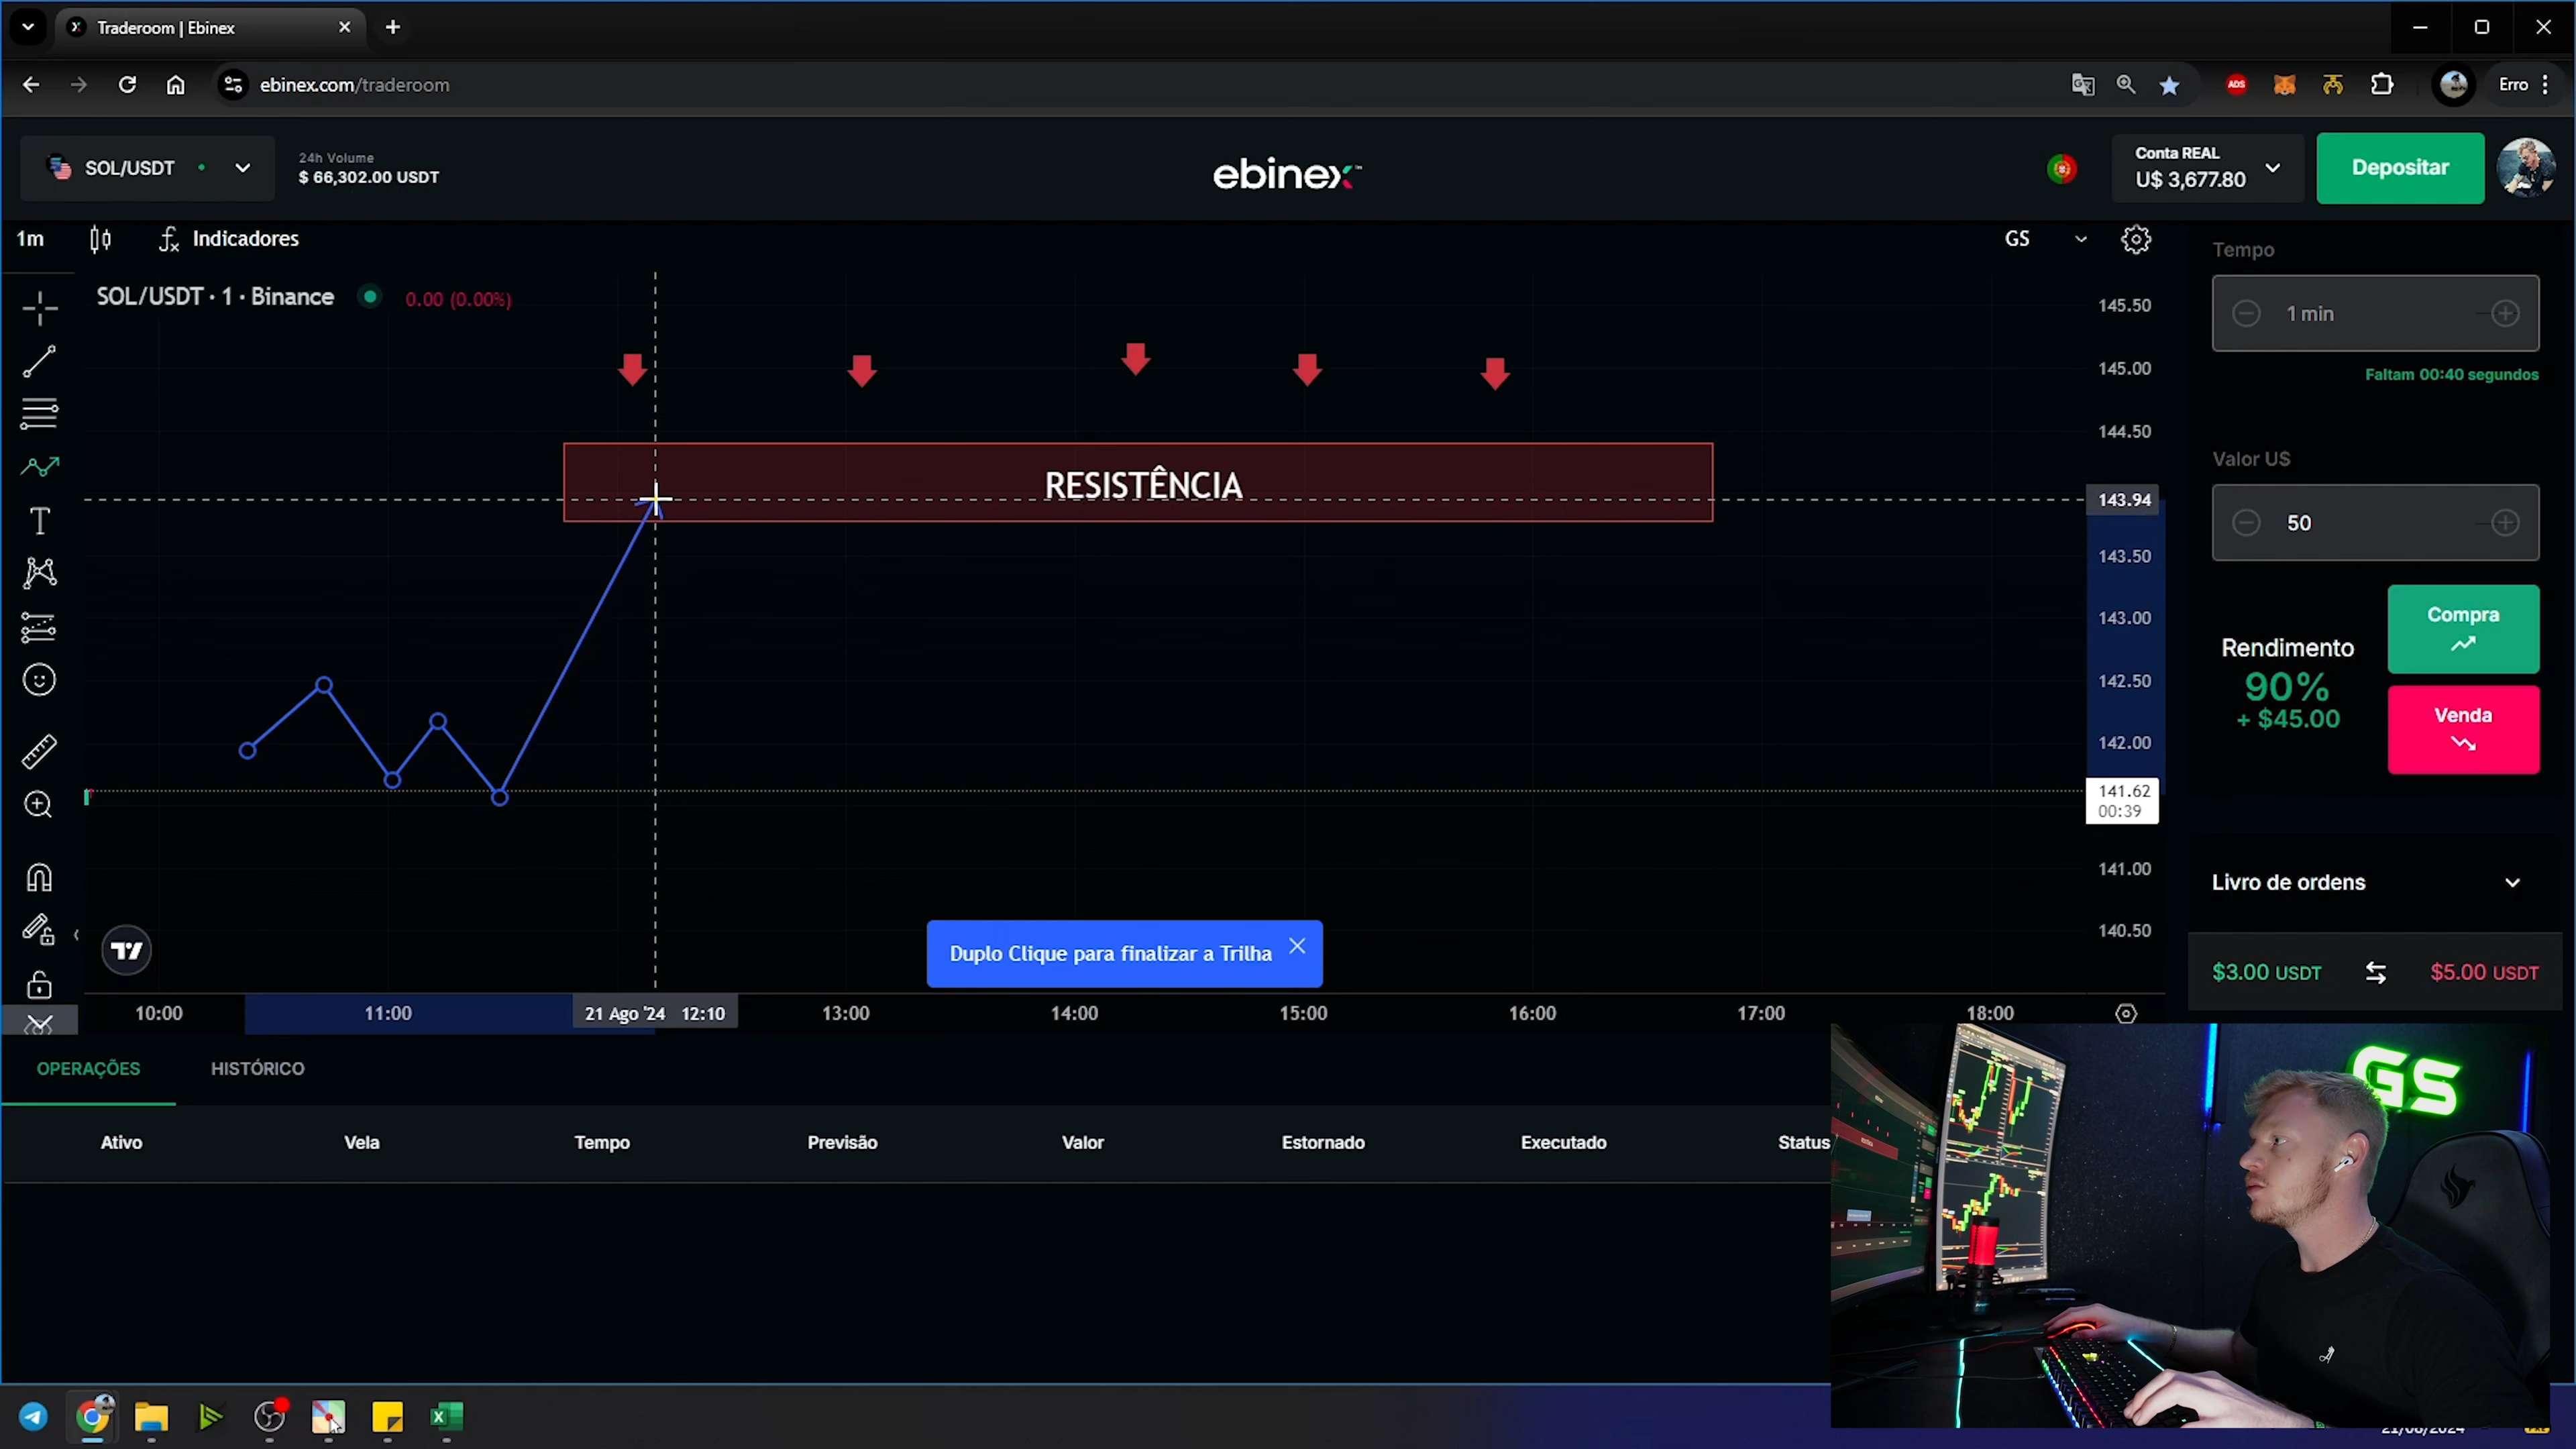 Traderoom | Ebinex
ebinex.com/traderoom
ADS
Erro
SOL/USDT
24h Volume
$ 66,302.00 USDT
ebinex™
Conta REAL
U$ 3,677.80
Depositar
1m
Indicadores
GS
SOL/USDT · 1 · Binance
0.00 (0.00%)
RESISTÊNCIA
145.50
145.00
144.50
143.94
143.50
143.00
142.50
142.00
141.62
00:39
141.00
140.50
Tempo
1 min
Faltam 00:40 segundos
Valor U$
50
Rendimento
90%
+ $45.00
Compra
Venda
Livro de ordens
$3.00 USDT
$5.00 USDT
Duplo Clique para finalizar a Trilha
10:00
11:00
21 Ago '24 12:10
13:00
14:00
15:00
16:00
17:00
18:00
OPERAÇÕES
HISTÓRICO
Ativo
Vela
Tempo
Previsão
Valor
Estornado
Executado
Status
GS
21/08/2024